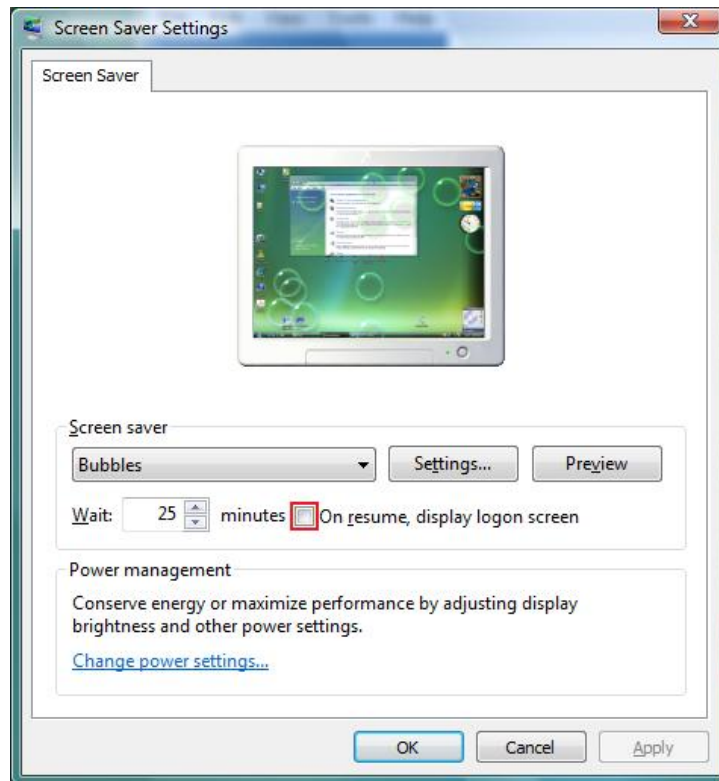 Screen Saver Settings
Screen Saver
Screen saver
Bubbles
Settings...
Preview
Wait: 25 minutes On resume, display logon screen
Power management
Conserve energy or maximize performance by adjusting display
brightness and other power settings.
Change power settings...
OK Cancel Apply